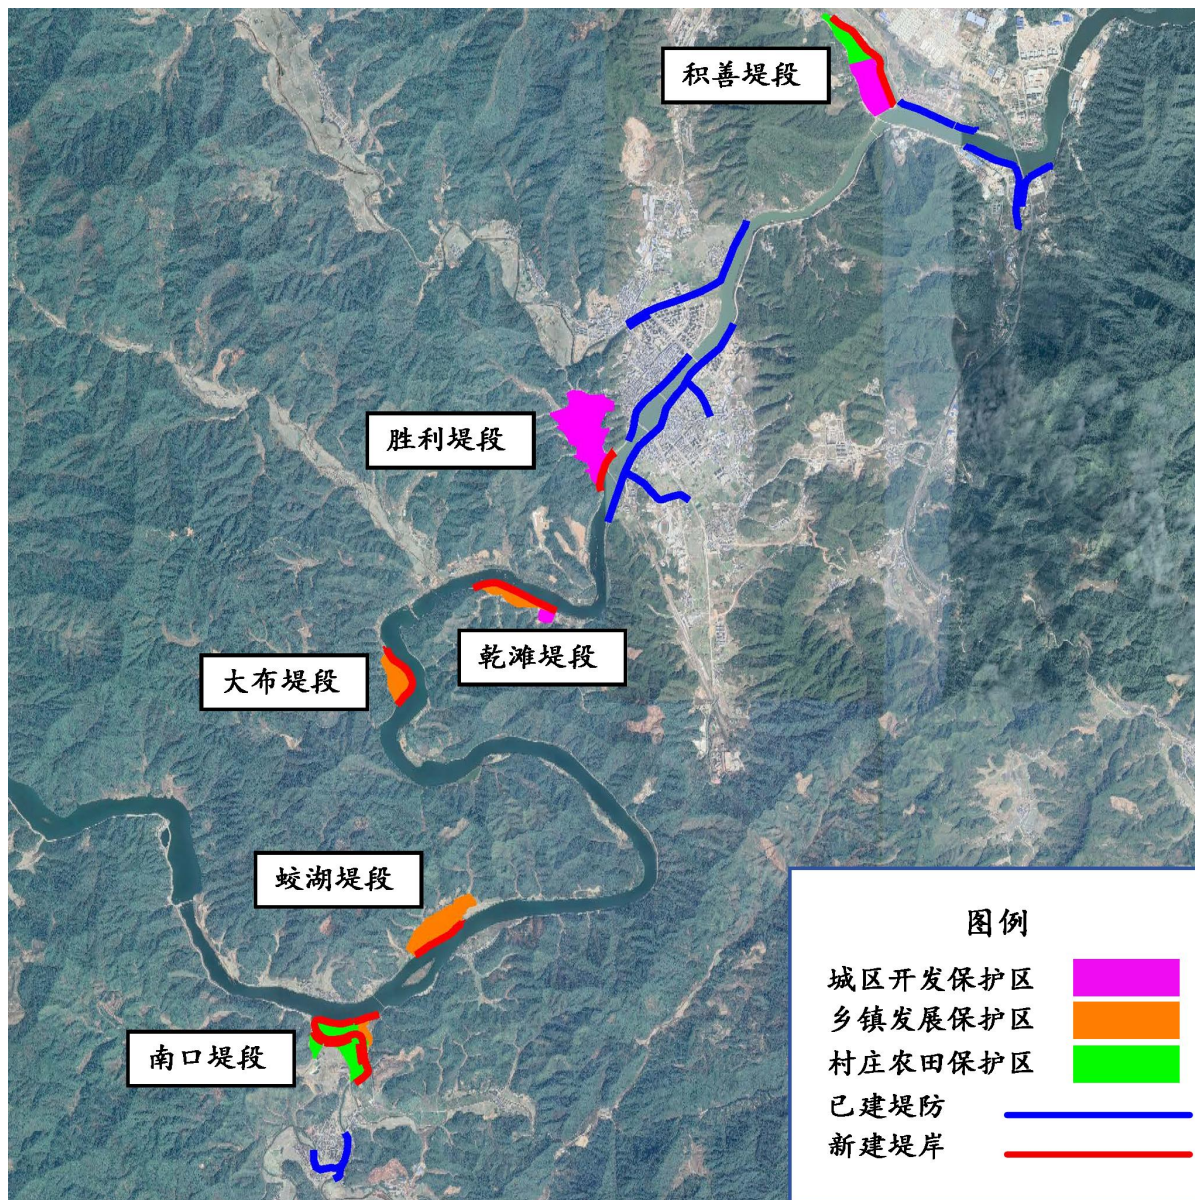 积善堤段
胜利堤段
乾滩堤段
大布堤段
蛟湖堤段
南口堤段
图例
城区开发保护区
乡镇发展保护区
村庄农田保护区
已建堤防
新建堤岸